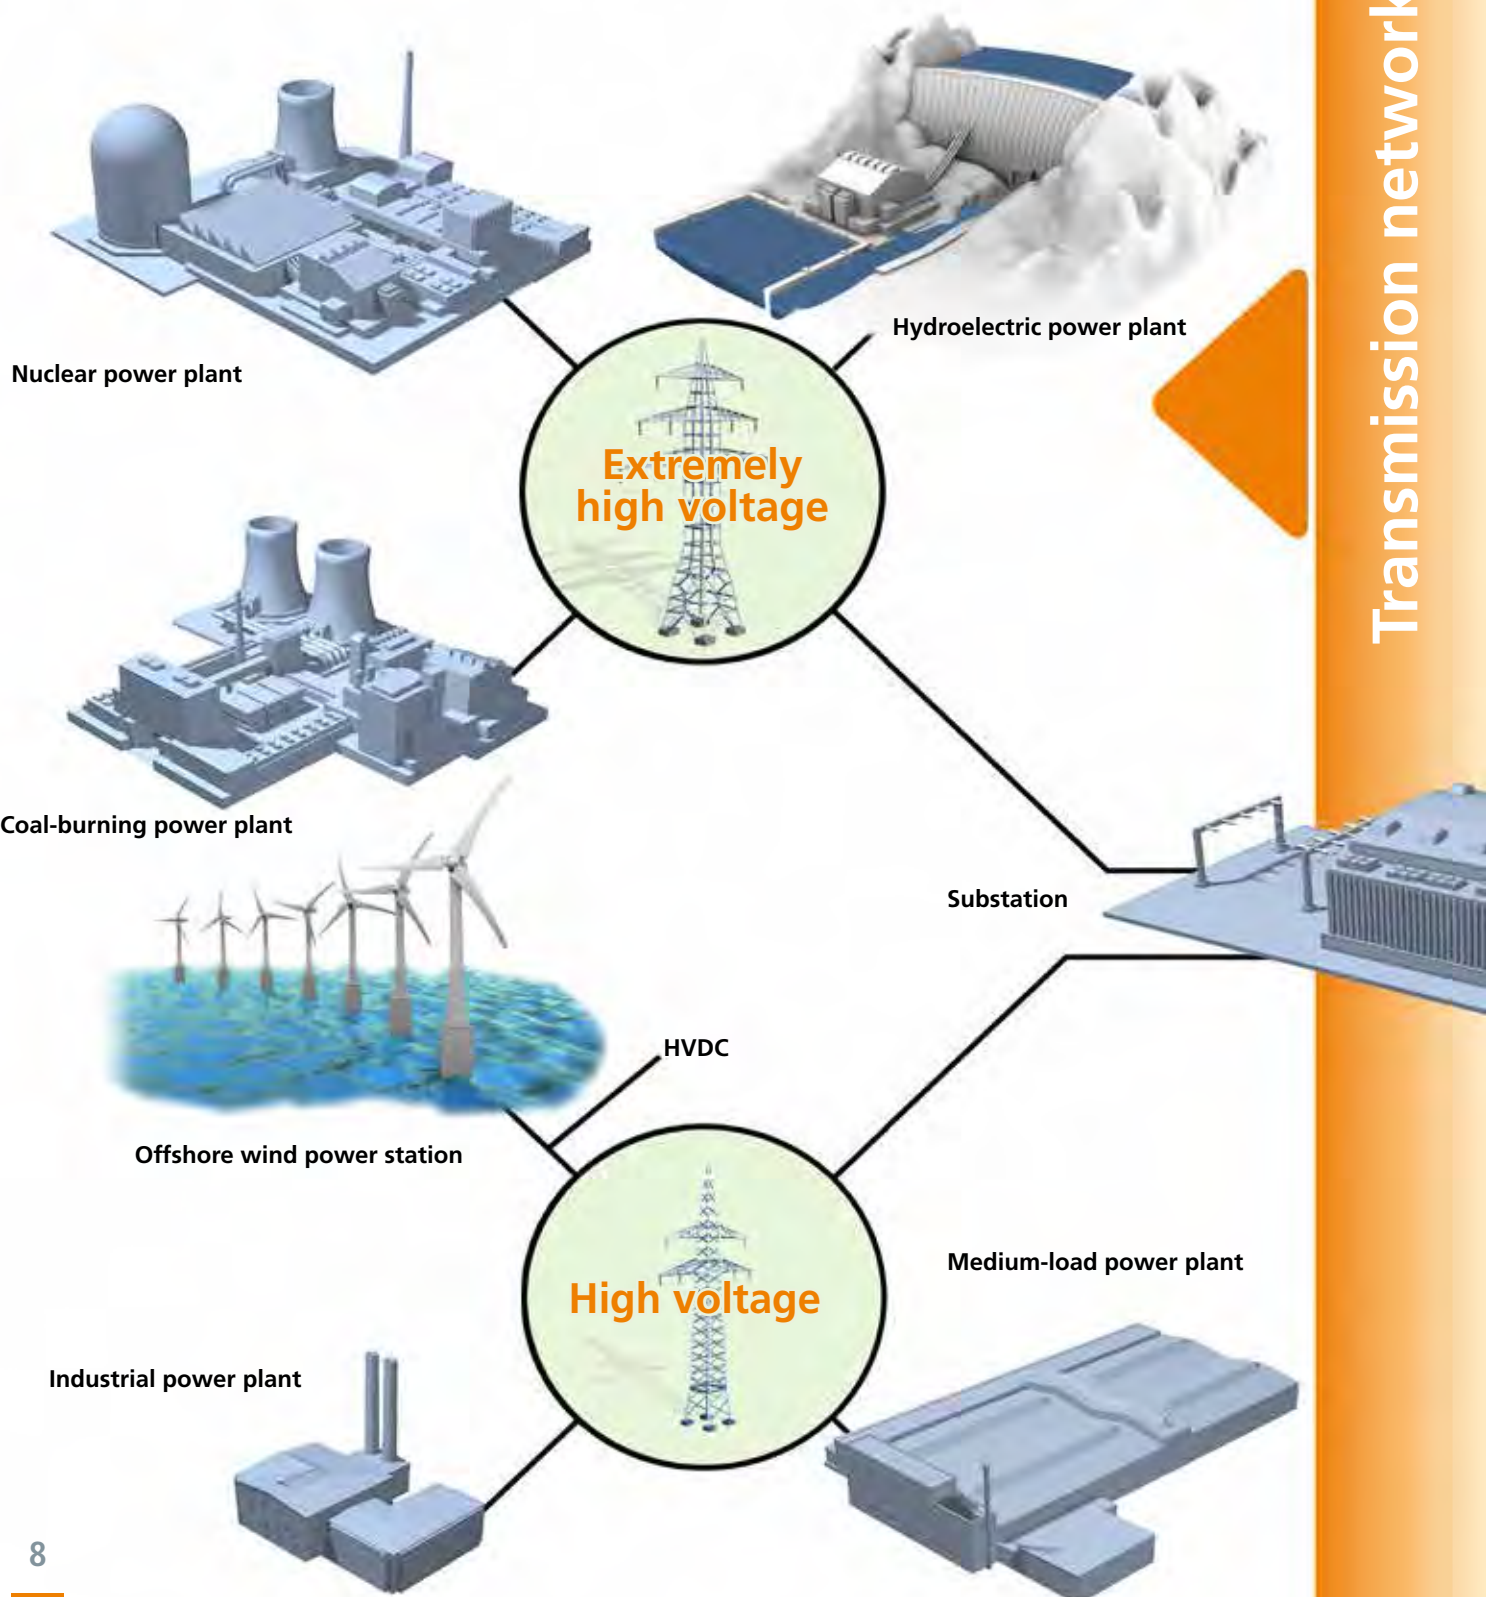 Transmission network
Hydroelectric power plant
Nuclear power plant
Extremely
high voltage
Coal-burning power plant
Substation
HVDC
Offshore wind power station
Medium-load power plant
High voltage
Industrial power plant
8